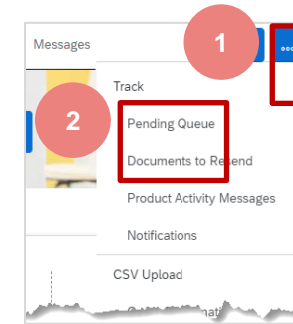 Messages
1
Track
2
Pending Queue
Documents to Resend
Product Activity Messages
Notifications
CSV Upload